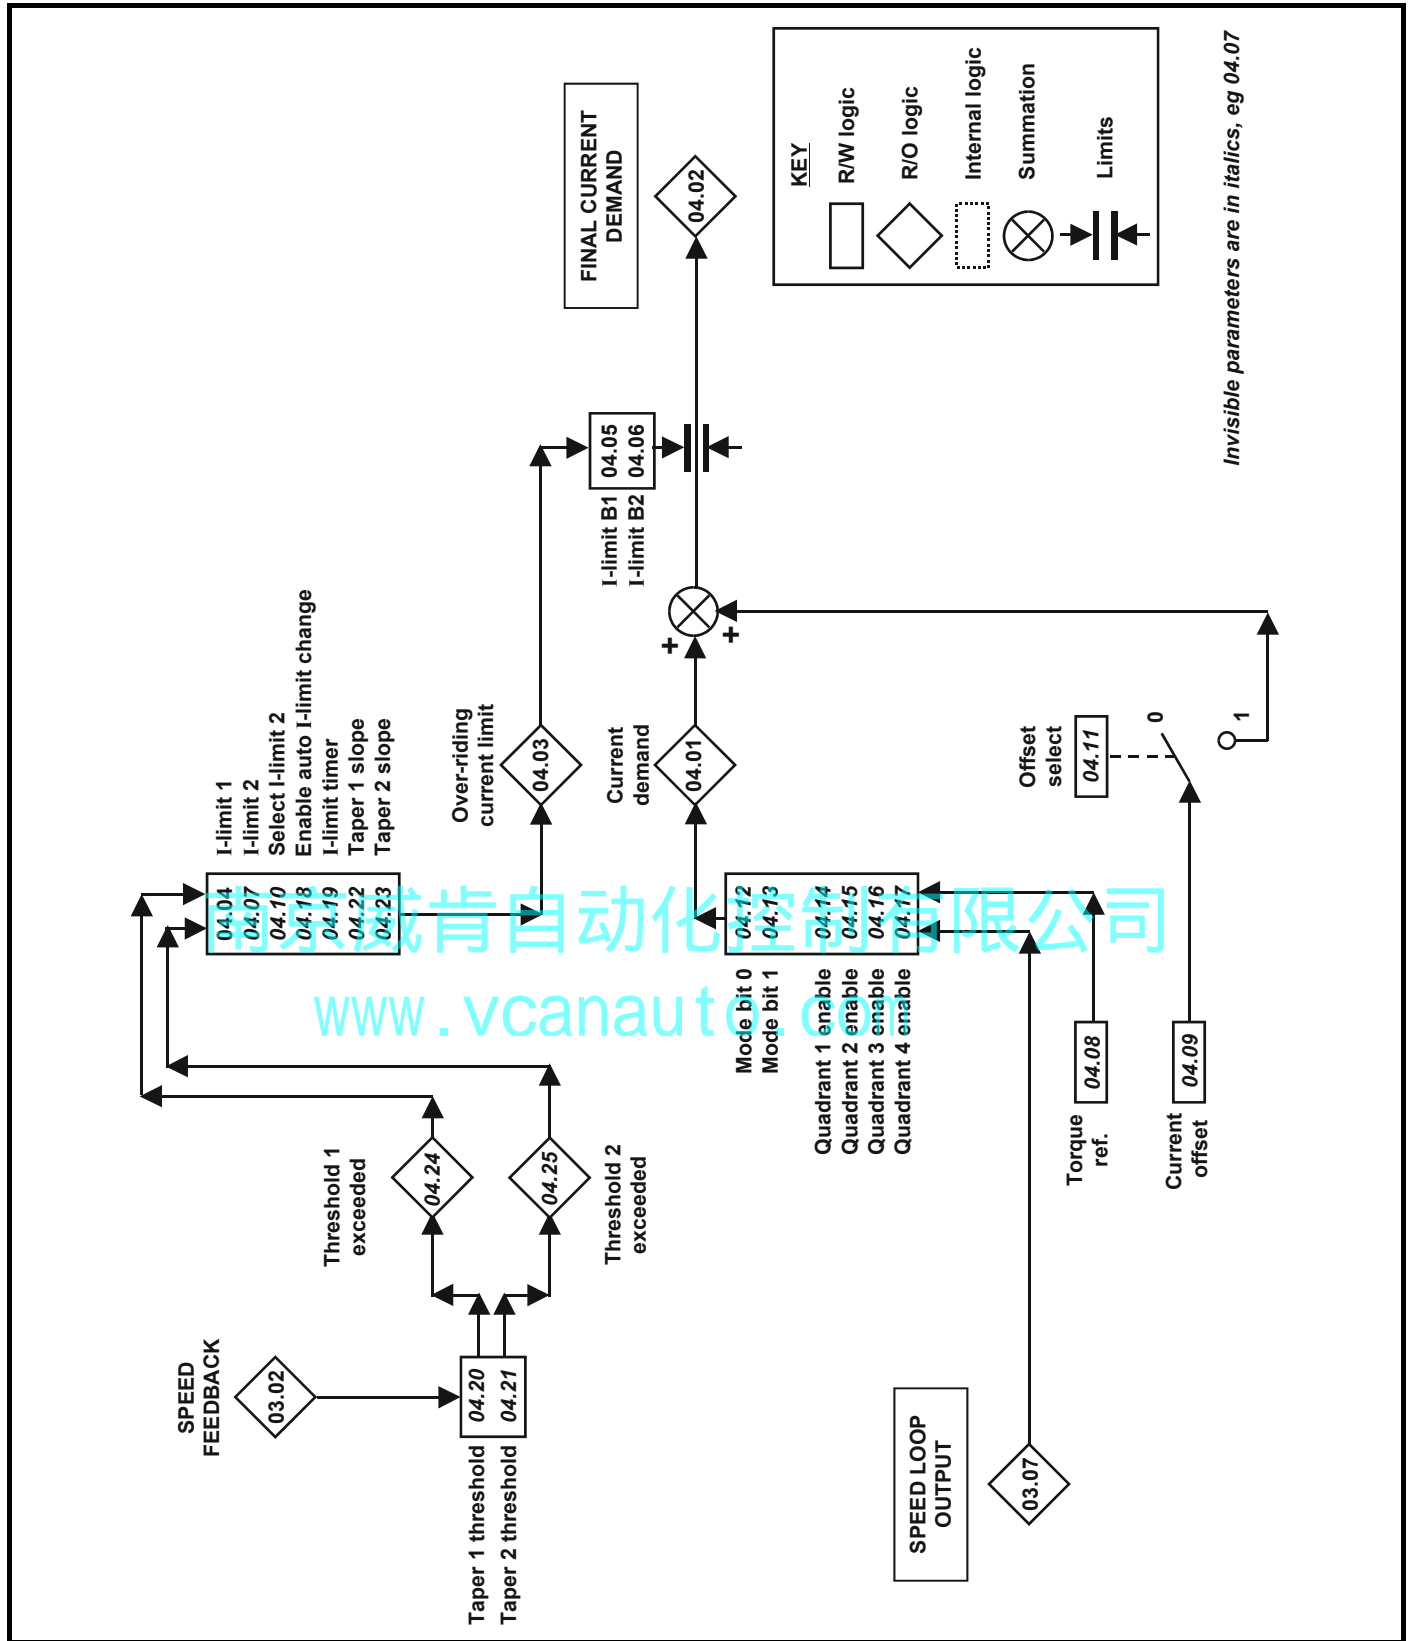 SPEED
FEEDBACK
03.02
Taper 1 threshold
Taper 2 threshold
04.20
04.21
Threshold 1
exceeded
04.24
04.25
Threshold 2
exceeded
04.04
04.07
04.10
04.18
04.19
04.22
04.23
I-limit 1
I-limit 2
Select I-limit 2
Enable auto I-limit change
I-limit timer
Taper 1 slope
Taper 2 slope
Over-riding
current limit
04.03
I-limit B1
I-limit B2
04.05
04.06
FINAL CURRENT
DEMAND
04.02
Current
demand
04.01
+
+
SPEED LOOP
OUTPUT
03.07
Mode bit 0
Mode bit 1
Quadrant 1 enable
Quadrant 2 enable
Quadrant 3 enable
Quadrant 4 enable
04.12
04.13
04.14
04.15
04.16
04.17
Torque
ref.
04.08
Current
offset
04.09
Offset
select
04.11
0
1
KEY
R/W logic
R/O logic
Internal logic
Summation
Limits
Invisible parameters are in italics, eg 04.07
南京威肯自动化控制有限公司
www.vcanauto.com